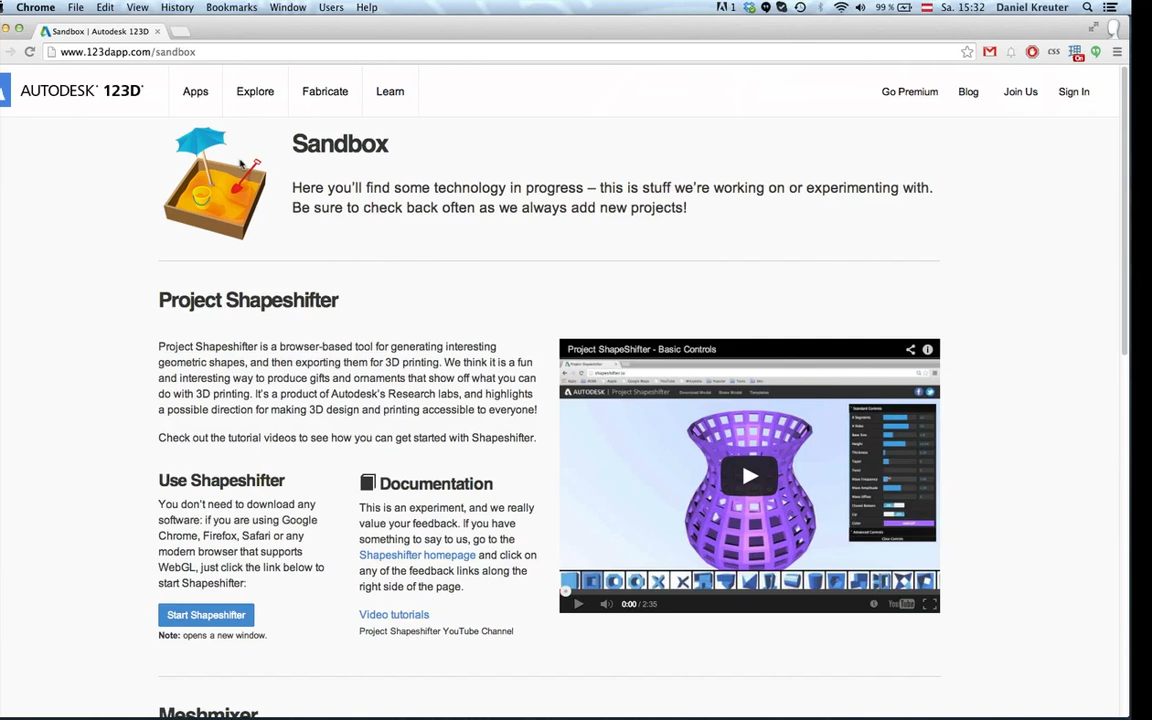 Chrome File Edit View History Bookmarks Window Users Help 1 99 % Sa. 15:32 Daniel Kreuter
Sandbox | Autodesk 123D
www.123dapp.com/sandbox
css
On
AUTODESK 123D
Apps Explore Fabricate Learn Go Premium Blog Join Us Sign In
Sandbox
Here you'll find some technology in progress – this is stuff we're working on or experimenting with.
Be sure to check back often as we always add new projects!
Project Shapeshifter
Project Shapeshifter is a browser-based tool for generating interesting
geometric shapes, and then exporting them for 3D printing. We think it is a fun
and interesting way to produce gifts and ornaments that show off what you can
do with 3D printing. It's a product of Autodesk's Research labs, and highlights
a possible direction for making 3D design and printing accessible to everyone!
Check out the tutorial videos to see how you can get started with Shapeshifter.
Use Shapeshifter
You don't need to download any
software: if you are using Google
Chrome, Firefox, Safari or any
modern browser that supports
WebGL, just click the link below to
start Shapeshifter:
Start Shapeshifter
Note: opens a new window.
Documentation
This is an experiment, and we really
value your feedback. If you have
something to say to us, go to the
Shapeshifter homepage and click on
any of the feedback links along the
right side of the page.
Video tutorials
Project Shapeshifter YouTube Channel
Project ShapeShifter - Basic Controls
shapeshifter.io
AUTODESK | Project Shapeshifter
0:00 / 2:35
YouTube
Meshmixer